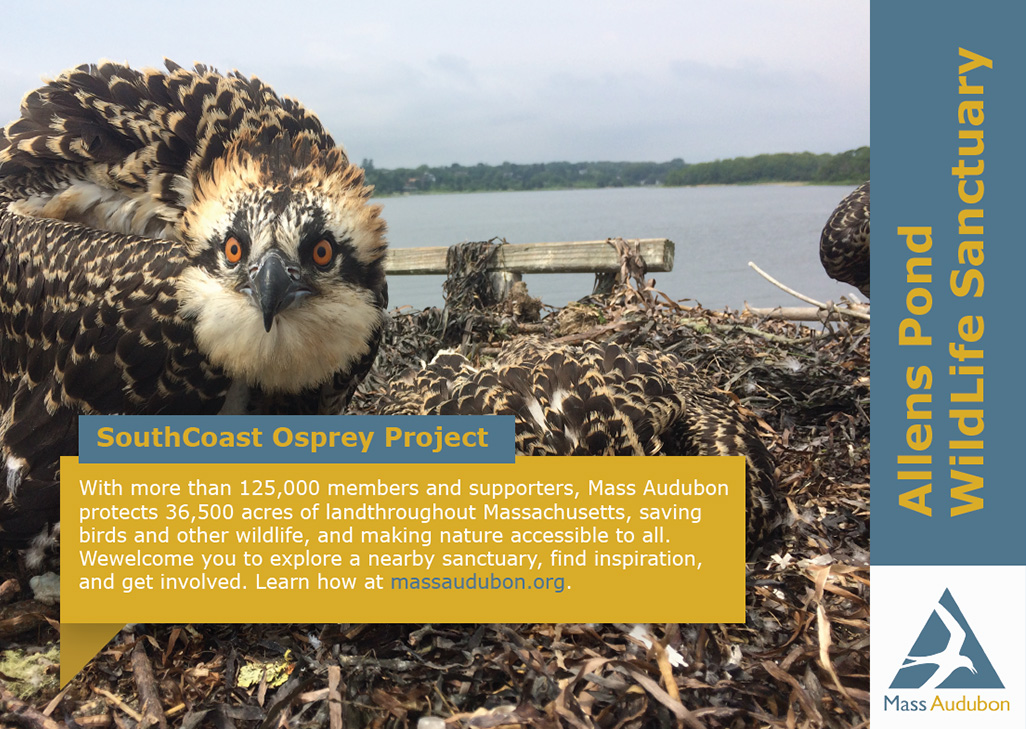 Allens Pond
WildLife Sanctuary
SouthCoast Osprey Project
With more than 125,000 members and supporters, Mass Audubon
protects 36,500 acres of landthroughout Massachusetts, saving
birds and other wildlife, and making nature accessible to all.
Wewelcome you to explore a nearby sanctuary, find inspiration,
and get involved. Learn how at massaudubon.org.
Mass Audubon